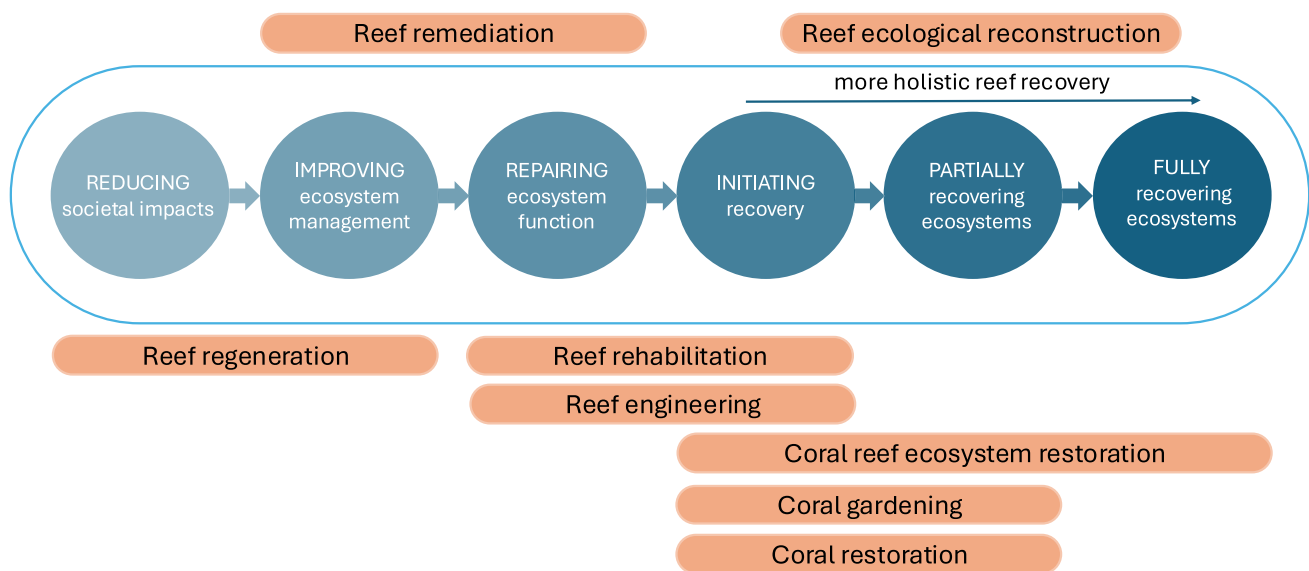 Reef remediation
Reef ecological reconstruction
more holistic reef recovery
REDUCING
societal impacts
IMPROVING
ecosystem
management
REPAIRING
ecosystem
function
INITIATING
recovery
PARTIALLY
recovering
ecosystems
FULLY
recovering
ecosystems
Reef regeneration
Reef rehabilitation
Reef engineering
Coral reef ecosystem restoration
Coral gardening
Coral restoration